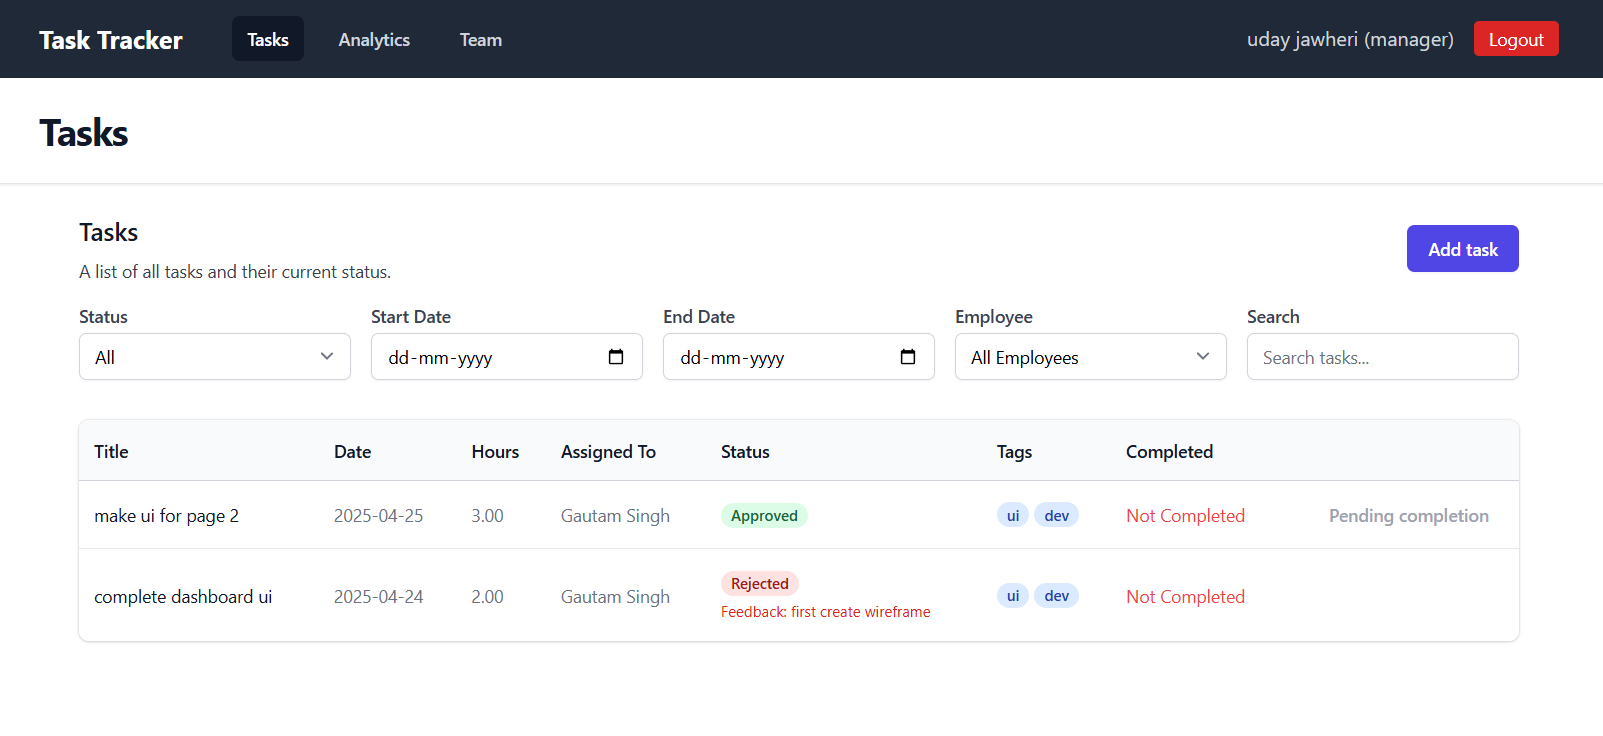 Task Tracker Tasks Analytics Team uday jawheri (manager) Logout
Tasks
Tasks
Add task
A list of all tasks and their current status.
Status Start Date End Date Employee Search
All dd-mm-yyyy dd-mm-yyyy All Employees Search tasks...
Title Date Hours Assigned To Status Tags Completed
make ui for page 2 2025-04-25 3.00 Gautam Singh Approved ui dev Not Completed Pending completion
complete dashboard ui 2025-04-24 2.00 Gautam Singh Rejected ui dev Not Completed
Feedback: first create wireframe